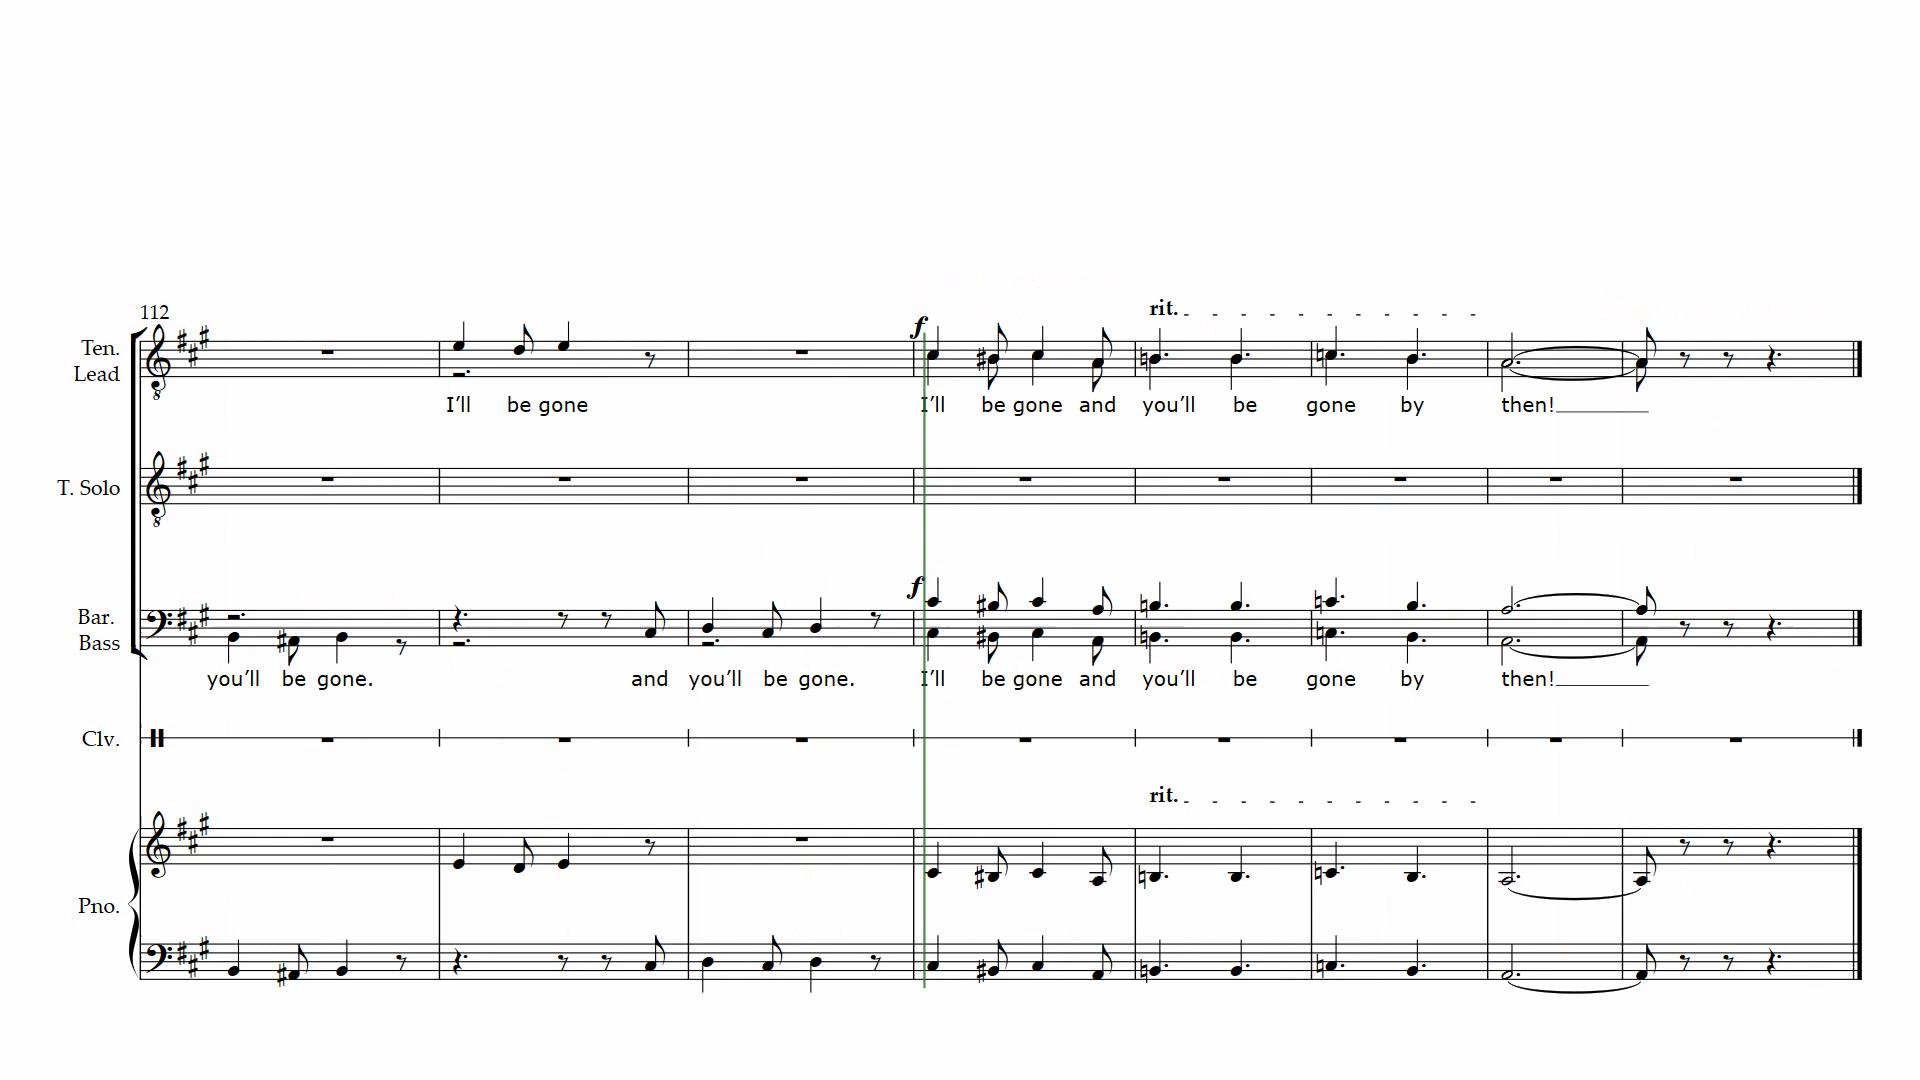 112
Ten.
Lead
f
rit.
I’ll be gone I’ll be gone and you’ll be gone by then!
T. Solo
Bar.
Bass
f
you’ll be gone. and you’ll be gone. I’ll be gone and you’ll be gone by then!
Clv.
rit.
Pno.